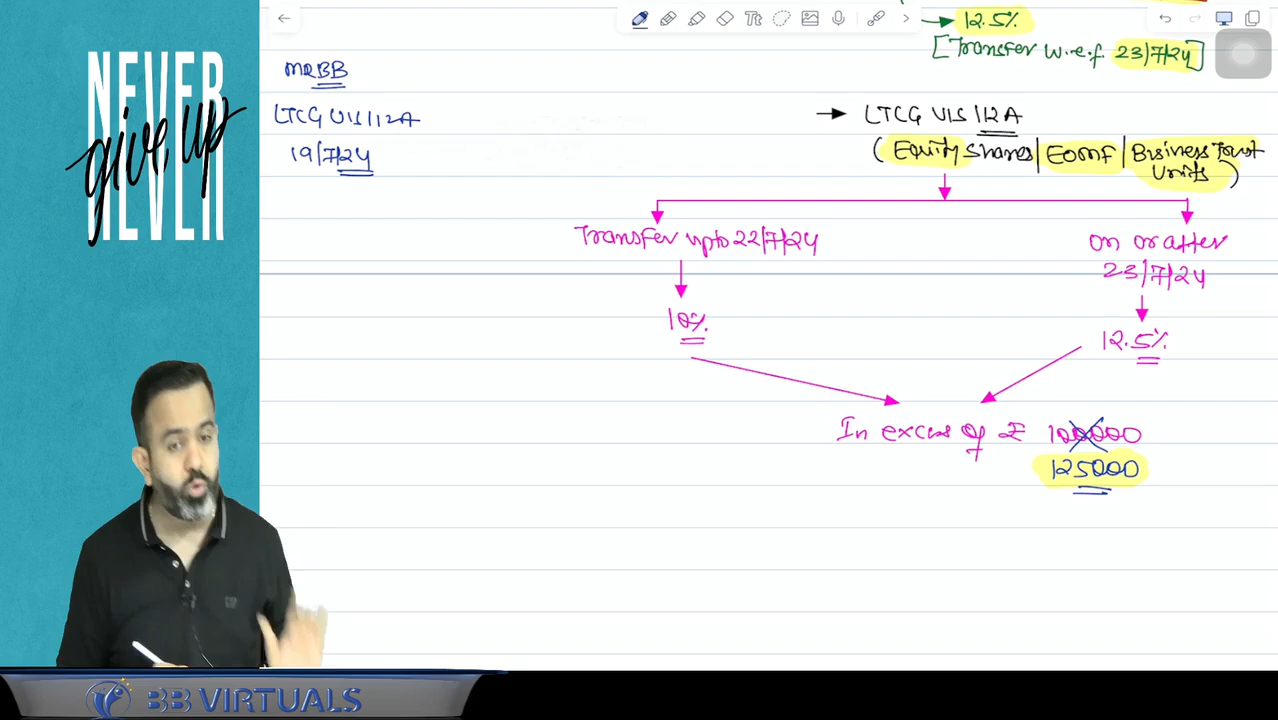 NEVER
give up
NEVER
→ 12.5%
[Transfer w.e.f. 23/7/24]
Mr BB
LTCG U/S 112A
19/7/24
→ LTCG U/S 112A
( Equity Shares | EOMF | Business Trust
Units )
Transfer upto 22/7/24
On or after
23/7/24
10%
12.5%
In excess of ₹ 100000
125000
BB VIRTUALS